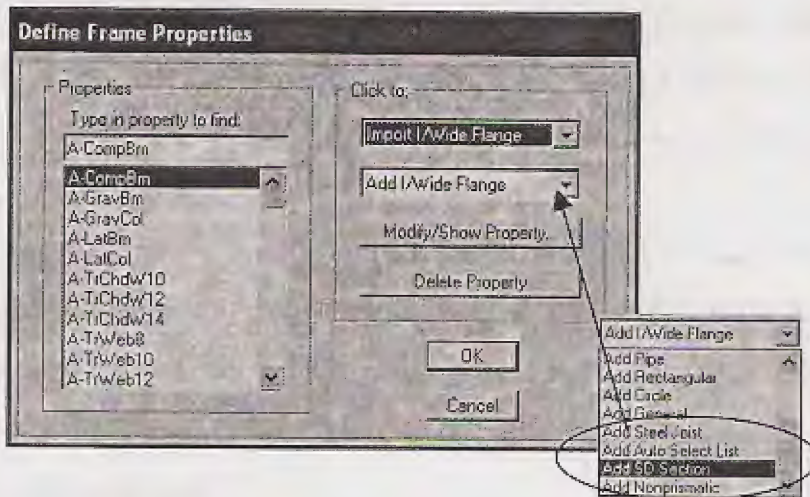 Define Frame Properties
Properties
Type in property to find:
A-CompBm
A-CompBm
A-GravBm
A-GravCol
A-LatBm
A-LatCol
A-TrChdW10
A-TrChdW12
A-TrChdW14
A-TrWeb8
A-TrWeb10
A-TrWeb12
Click to:
Import I/Wide Flange
Add I/Wide Flange
Modify/Show Property..
Delete Property
OK
Cancel
Add I/Wide Flange
Add Pipe
Add Rectangular
Add Circle
Add General
Add Steel Joist
Add Auto Select List
Add SD Section
Add Nonprismatic